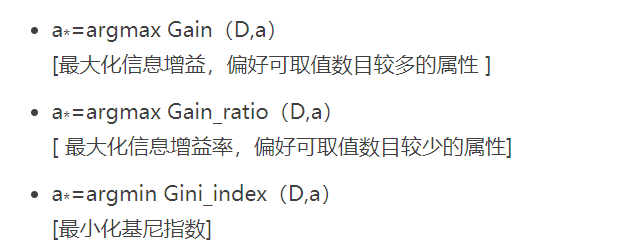 • a*=argmax Gain（D,a）
[最大化信息增益，偏好可取值数目较多的属性 ]
• a*=argmax Gain_ratio（D,a）
[ 最大化信息增益率，偏好可取值数目较少的属性]
• a*=argmin Gini_index（D,a）
[最小化基尼指数]